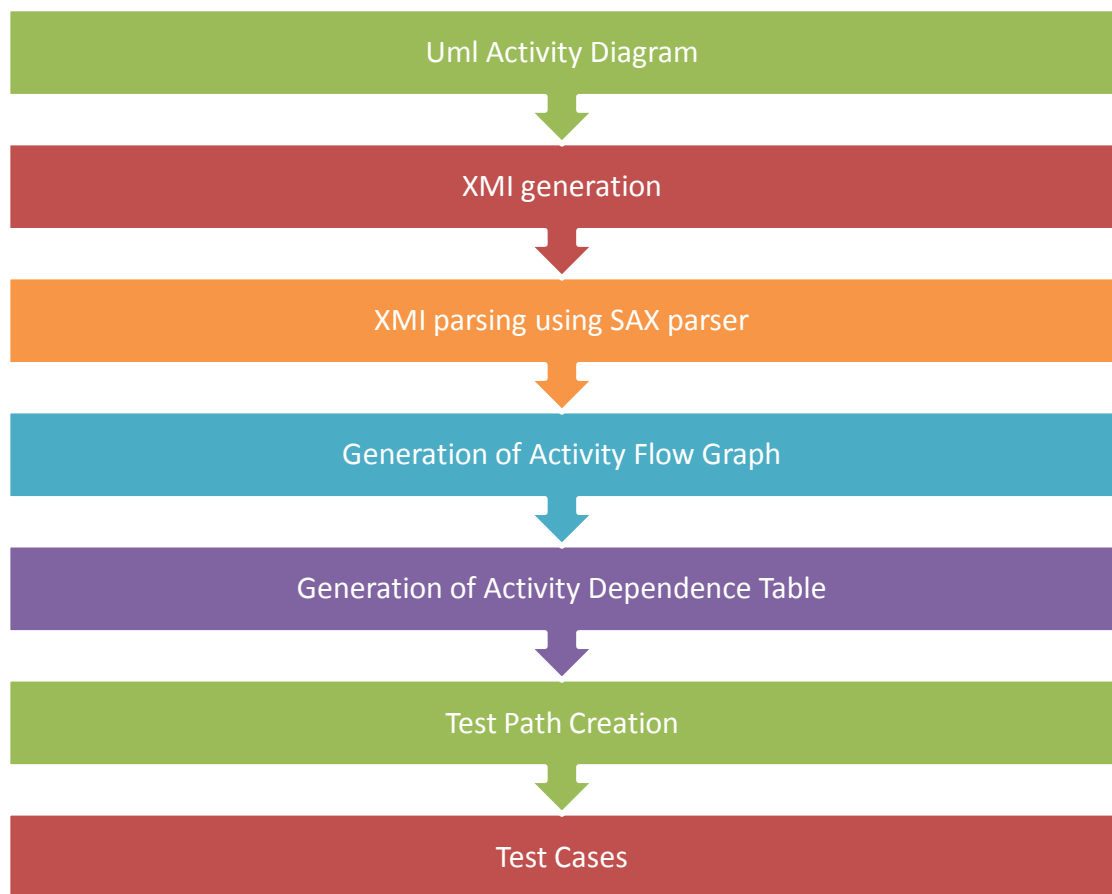 Uml Activity Diagram
XMI generation
XMI parsing using SAX parser
Generation of Activity Flow Graph
Generation of Activity Dependence Table
Test Path Creation
Test Cases